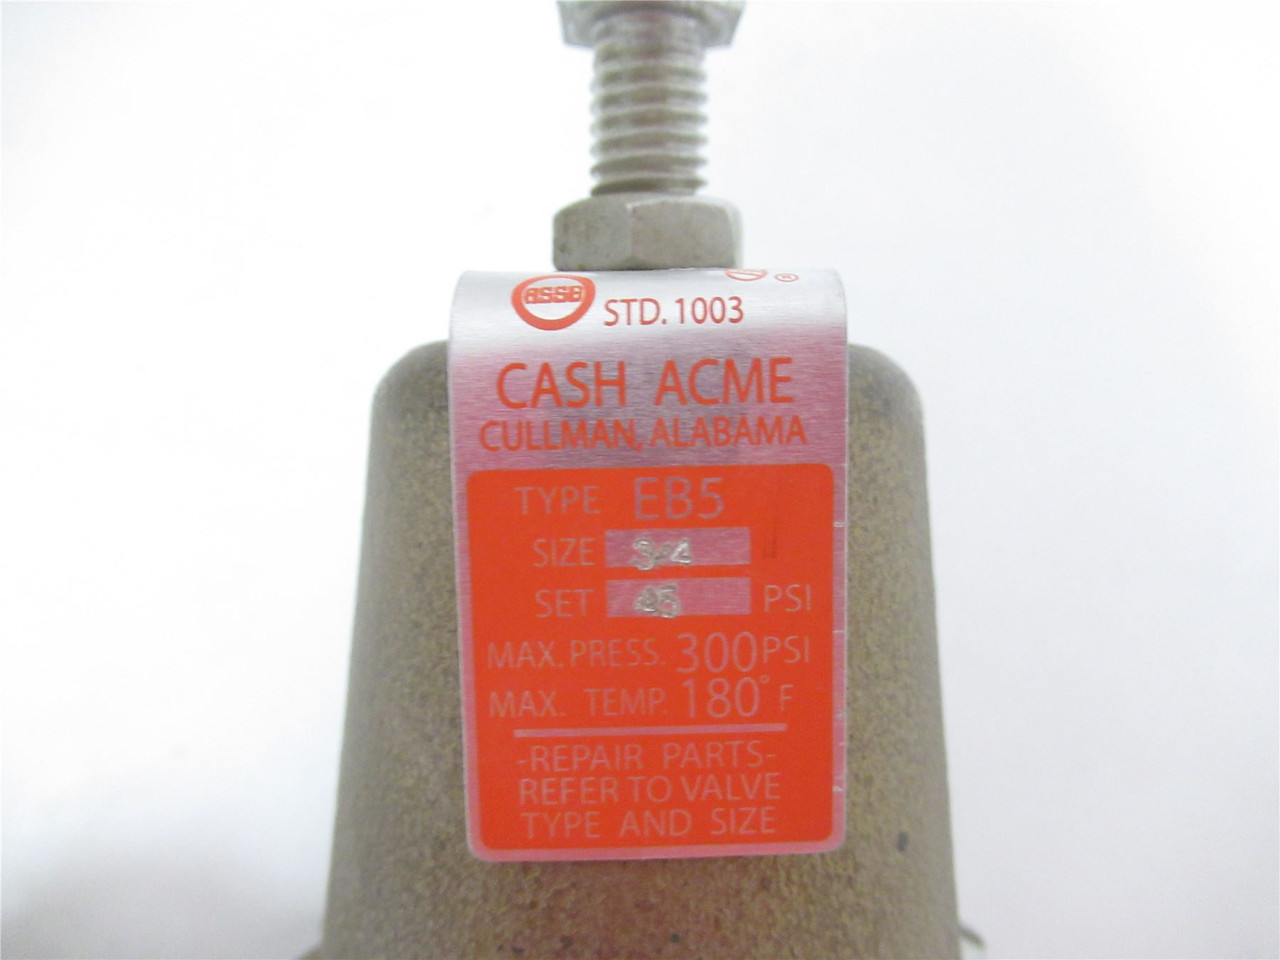 ASSE
STD. 1003
®
CASH ACME
CULLMAN, ALABAMA
TYPE EB5
SIZE 3-4
SET 45 PSI
MAX. PRESS. 300 PSI
MAX. TEMP. 180° F
-REPAIR PARTS-
REFER TO VALVE
TYPE AND SIZE